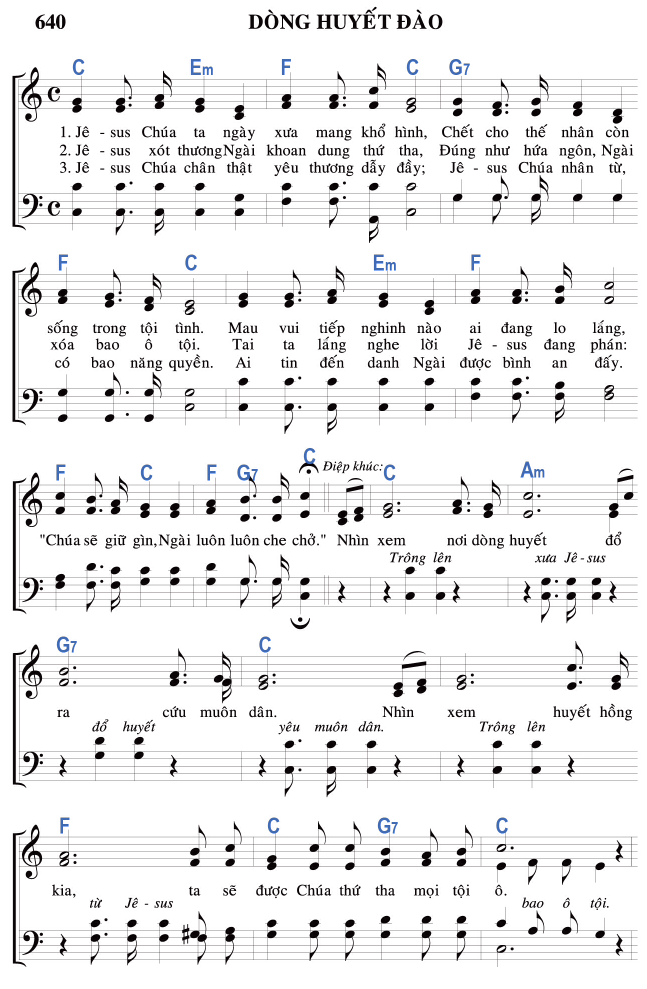 640 DÒNG HUYẾT ĐÀO
C Em F C G7
1. Jê - sus Chúa ta ngày xưa mang khổ hình, Chết cho thế nhân còn
2. Jê - sus xót thương Ngài khoan dung thứ tha, Đúng như hứa ngôn, Ngài
3. Jê - sus Chúa chân thật yêu thương dẫy đầy; Jê - sus Chúa nhân từ,
F C Em F
sống trong tội tình. Mau vui tiếp nghinh nào ai đang lo lắng,
xóa bao ô tội. Tai ta lắng nghe lời Jê - sus đang phán:
có bao năng quyền. Ai tin đến danh Ngài được bình an đấy.
F C F G7 C Điệp khúc: C Am
"Chúa sẽ giữ gìn, Ngài luôn luôn che chở." Nhìn xem nơi dòng huyết đổ
Trông lên xưa Jê - sus
G7 C
ra cứu muôn dân. Nhìn xem huyết hồng
đổ huyết yêu muôn dân. Trông lên
F C G7 C
kia, ta sẽ được Chúa thứ tha mọi tội ô.
từ Jê - sus bao ô tội.